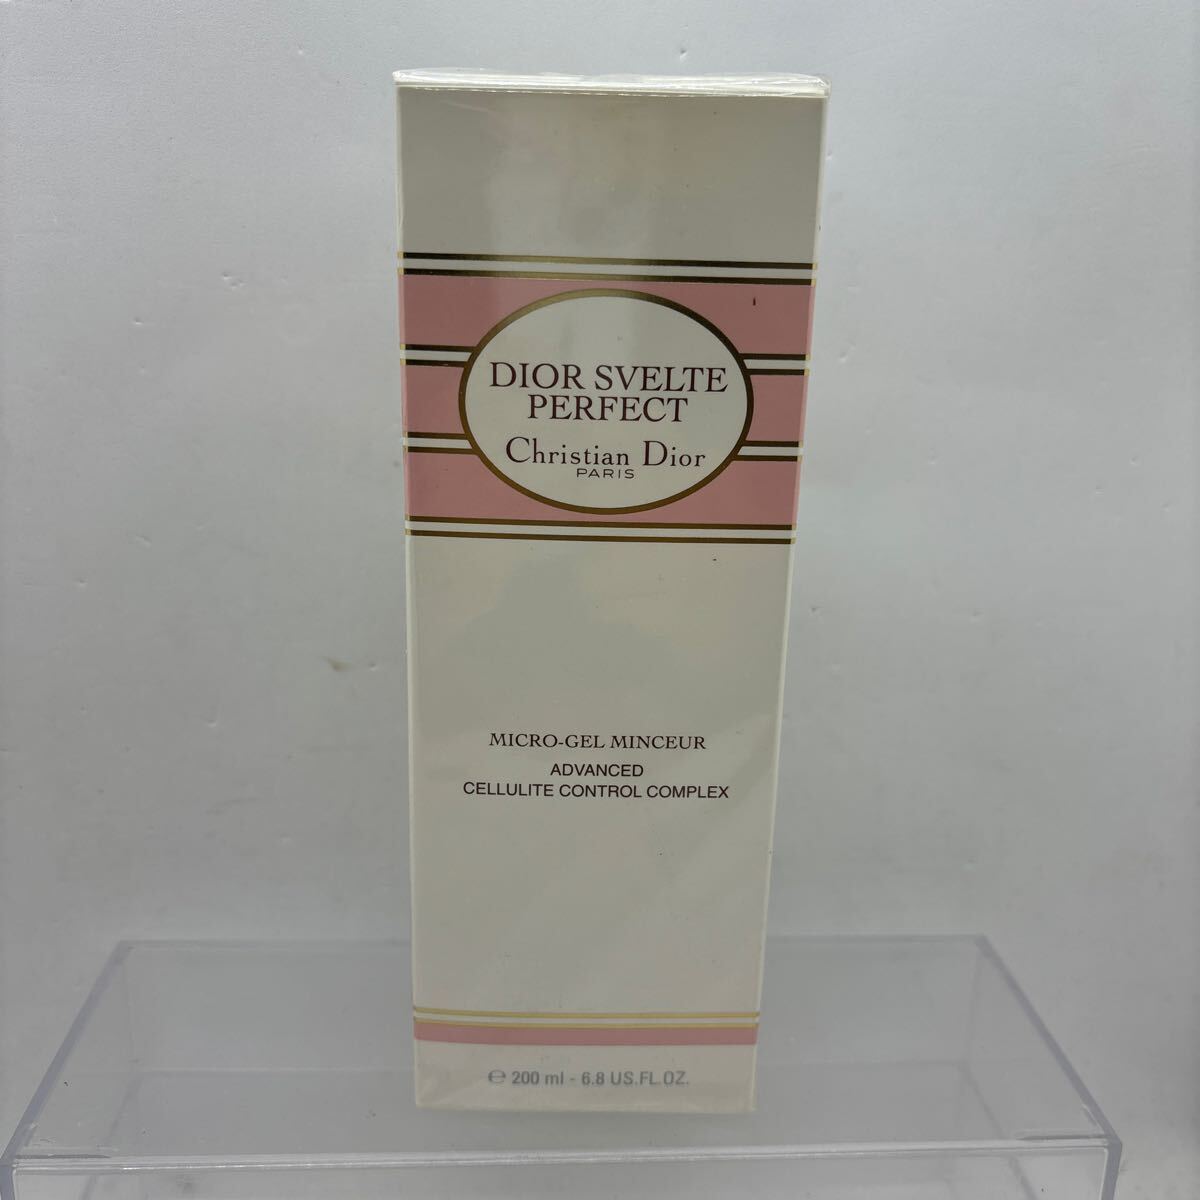 DIOR SVELTE
PERFECT
Christian Dior
PARIS
MICRO-GEL MINCEUR
ADVANCED
CELLULITE CONTROL COMPLEX
℮ 200 ml - 6.8 US.FL.OZ.